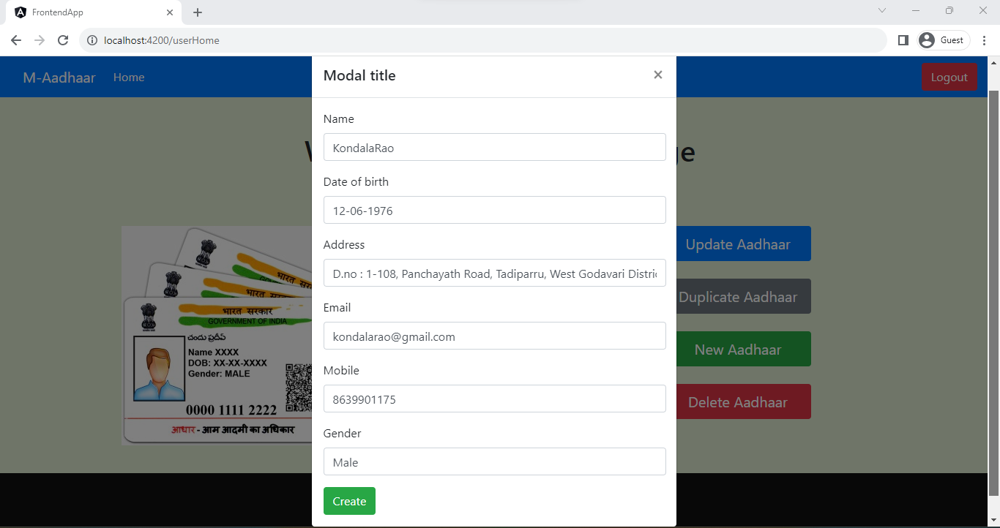 FrontendApp
localhost:4200/userHome
Guest
M-Aadhaar
Home
Logout
Modal title
Name
KondalaRao
Date of birth
12-06-1976
Address
D.no : 1-108, Panchayath Road, Tadiparru, West Godavari Distric
Email
kondalarao@gmail.com
Mobile
8639901175
Gender
Male
Create
भारत सरकार
GOVERNMENT OF INDIA
చందు ప్రదీప్
Name XXXX
DOB: XX-XX-XXXX
Gender: MALE
0000 1111 2222
आधार - आम आदमी का अधिकार
Update Aadhaar
Duplicate Aadhaar
New Aadhaar
Delete Aadhaar